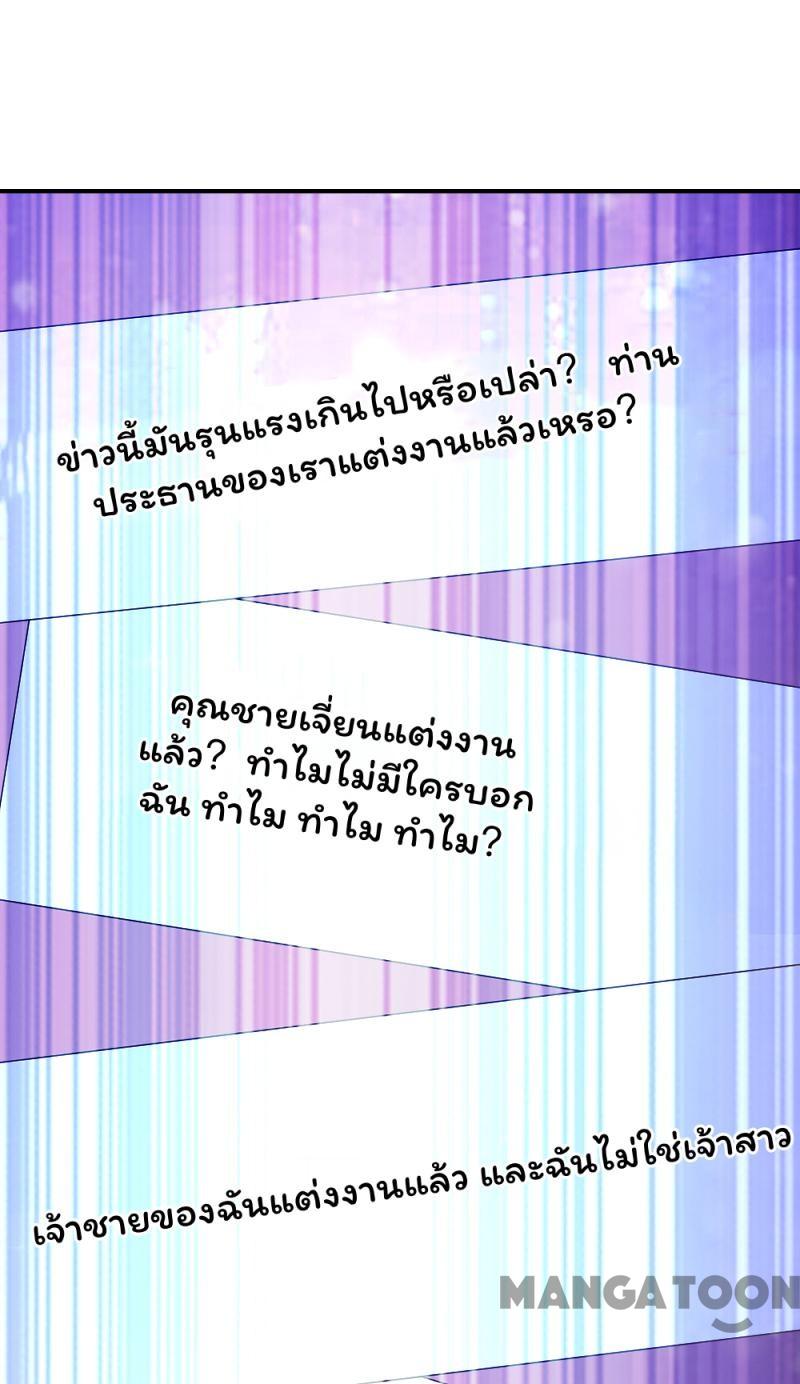 ข่าวนี้มันรุนแรงเกินไปหรือเปล่า? ท่าน
ประธานของเราแต่งงานแล้วเหรอ?
คุณชายเจี่ยนแต่งงาน
แล้ว? ทำไมไม่มีใครบอก
ฉัน ทำไม ทำไม ทำไม?
เจ้าชายของฉันแต่งงานแล้ว และฉันไม่ใช่เจ้าสาว
MANGATOON